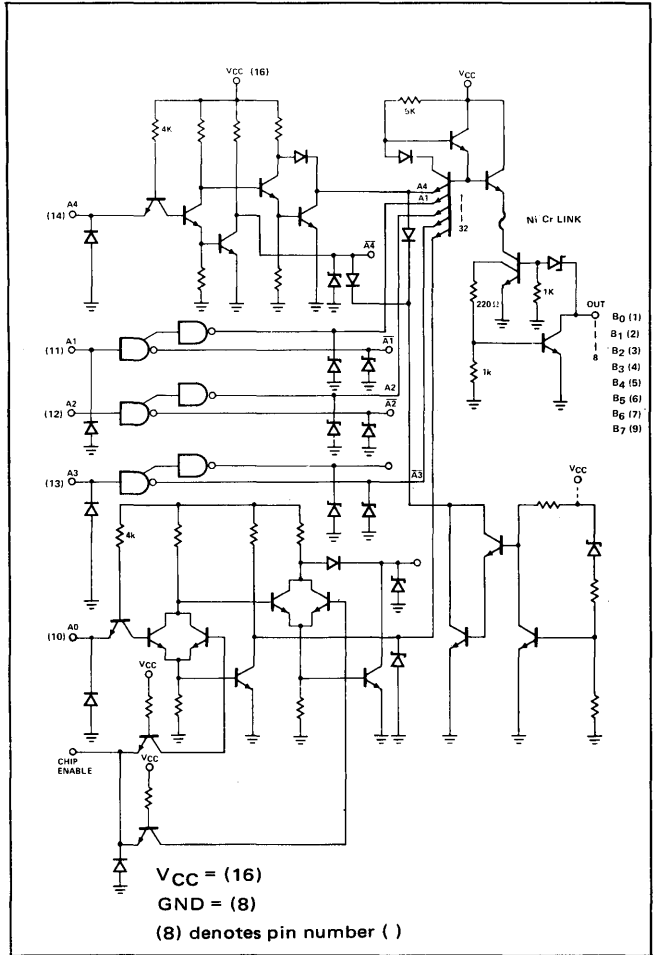 VCC (16)
VCC
5K
4K
A4
(14)
A4
A1
32
Ni Cr LINK
A4
220Ω
1K
OUT
8
1k
B0 (1)
B1 (2)
B2 (3)
B3 (4)
B4 (5)
B5 (6)
B6 (7)
B7 (9)
A1
(11)
A1
A2
(12)
A2
A2
A3
(13)
A3
VCC
4k
A0
(10)
VCC
CHIP
ENABLE
VCC
VCC = (16)
GND = (8)
(8) denotes pin number ( )